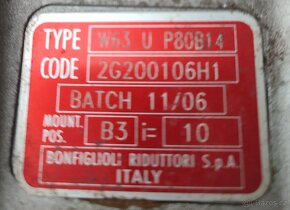 TYPE W63 U P80B14
CODE 2G200106H1
BATCH 11/06
MOUNT. POS. B3 i= 10
BONFIGLIOLI RIDUTTORI S.p.A.
ITALY